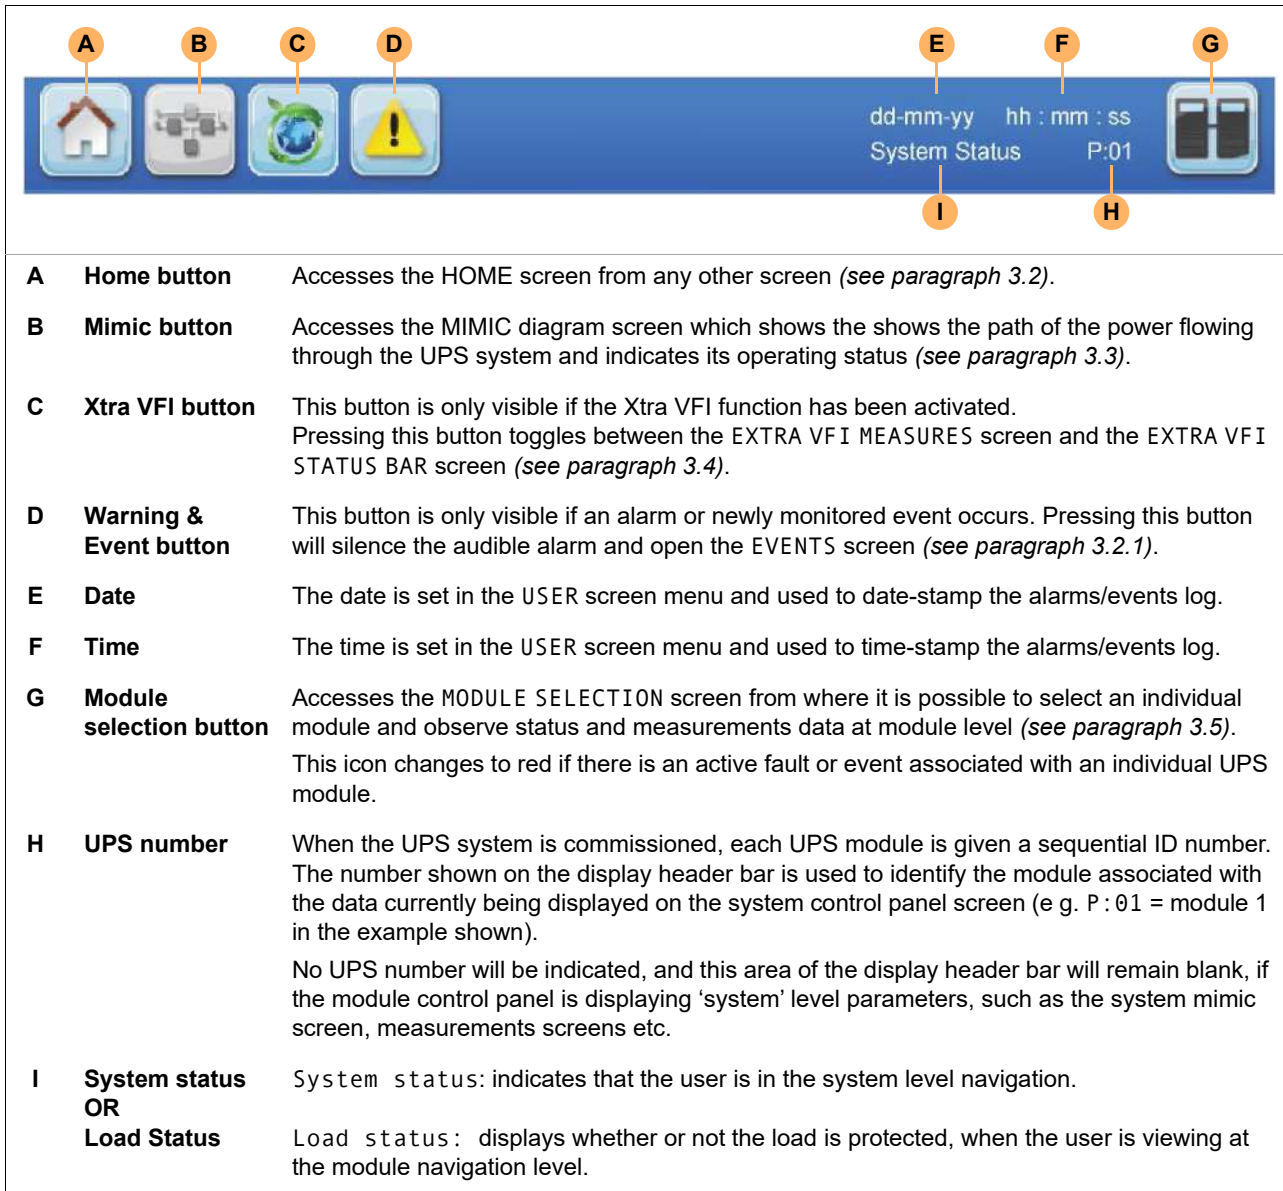 A B C D E F G
dd-mm-yy hh : mm : ss
System Status P:01
I H
A Home button Accesses the HOME screen from any other screen (see paragraph 3.2).
B Mimic button Accesses the MIMIC diagram screen which shows the shows the path of the power flowing
through the UPS system and indicates its operating status (see paragraph 3.3).
C Xtra VFI button This button is only visible if the Xtra VFI function has been activated.
Pressing this button toggles between the EXTRA VFI MEASURES screen and the EXTRA VFI
STATUS BAR screen (see paragraph 3.4).
D Warning & This button is only visible if an alarm or newly monitored event occurs. Pressing this button
Event button will silence the audible alarm and open the EVENTS screen (see paragraph 3.2.1).
E Date The date is set in the USER screen menu and used to date-stamp the alarms/events log.
F Time The time is set in the USER screen menu and used to time-stamp the alarms/events log.
G Module Accesses the MODULE SELECTION screen from where it is possible to select an individual
selection button module and observe status and measurements data at module level (see paragraph 3.5).
This icon changes to red if there is an active fault or event associated with an individual UPS
module.
H UPS number When the UPS system is commissioned, each UPS module is given a sequential ID number.
The number shown on the display header bar is used to identify the module associated with
the data currently being displayed on the system control panel screen (e g. P:01 = module 1
in the example shown).
No UPS number will be indicated, and this area of the display header bar will remain blank, if
the module control panel is displaying ‘system’ level parameters, such as the system mimic
screen, measurements screens etc.
I System status System status: indicates that the user is in the system level navigation.
OR
Load Status Load status: displays whether or not the load is protected, when the user is viewing at
the module navigation level.